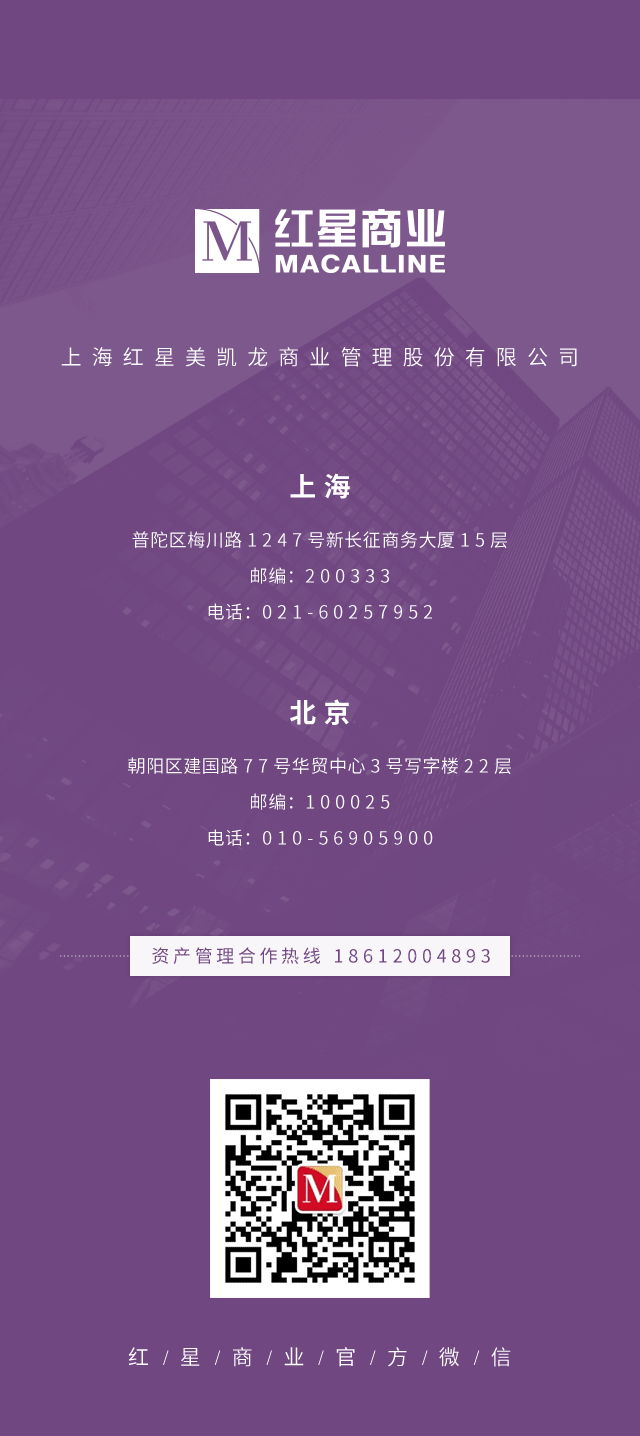 M 红星商业
MACALLINE
上海红星美凯龙商业管理股份有限公司
上海
普陀区梅川路1247号新长征商务大厦15层
邮编：200333
电话：021-60257952
北京
朝阳区建国路77号华贸中心3号写字楼22层
邮编：100025
电话：010-56905900
资产管理合作热线 18612004893
M
红/星/商/业/官/方/微/信